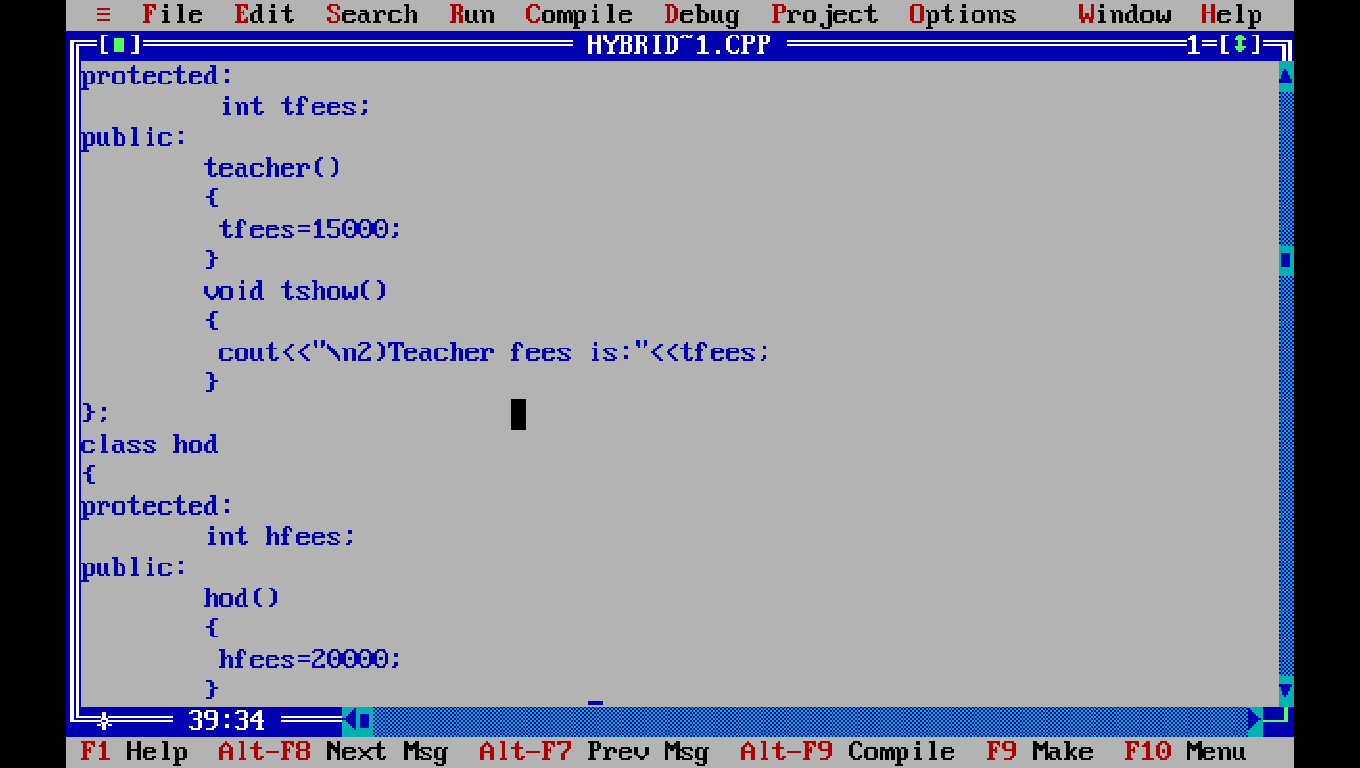 ≡ File Edit Search Run Compile Debug Project Options Window Help
[■] HYBRID~1.CPP 1=[↕]
protected:
         int tfees;
public:
        teacher()
        {
         tfees=15000;
        }
        void tshow()
        {
         cout<<"\n2)Teacher fees is:"<<tfees;
        }
};
class hod
{
protected:
        int hfees;
public:
        hod()
        {
         hfees=20000;
        }
* 39:34
F1 Help Alt-F8 Next Msg Alt-F7 Prev Msg Alt-F9 Compile F9 Make F10 Menu